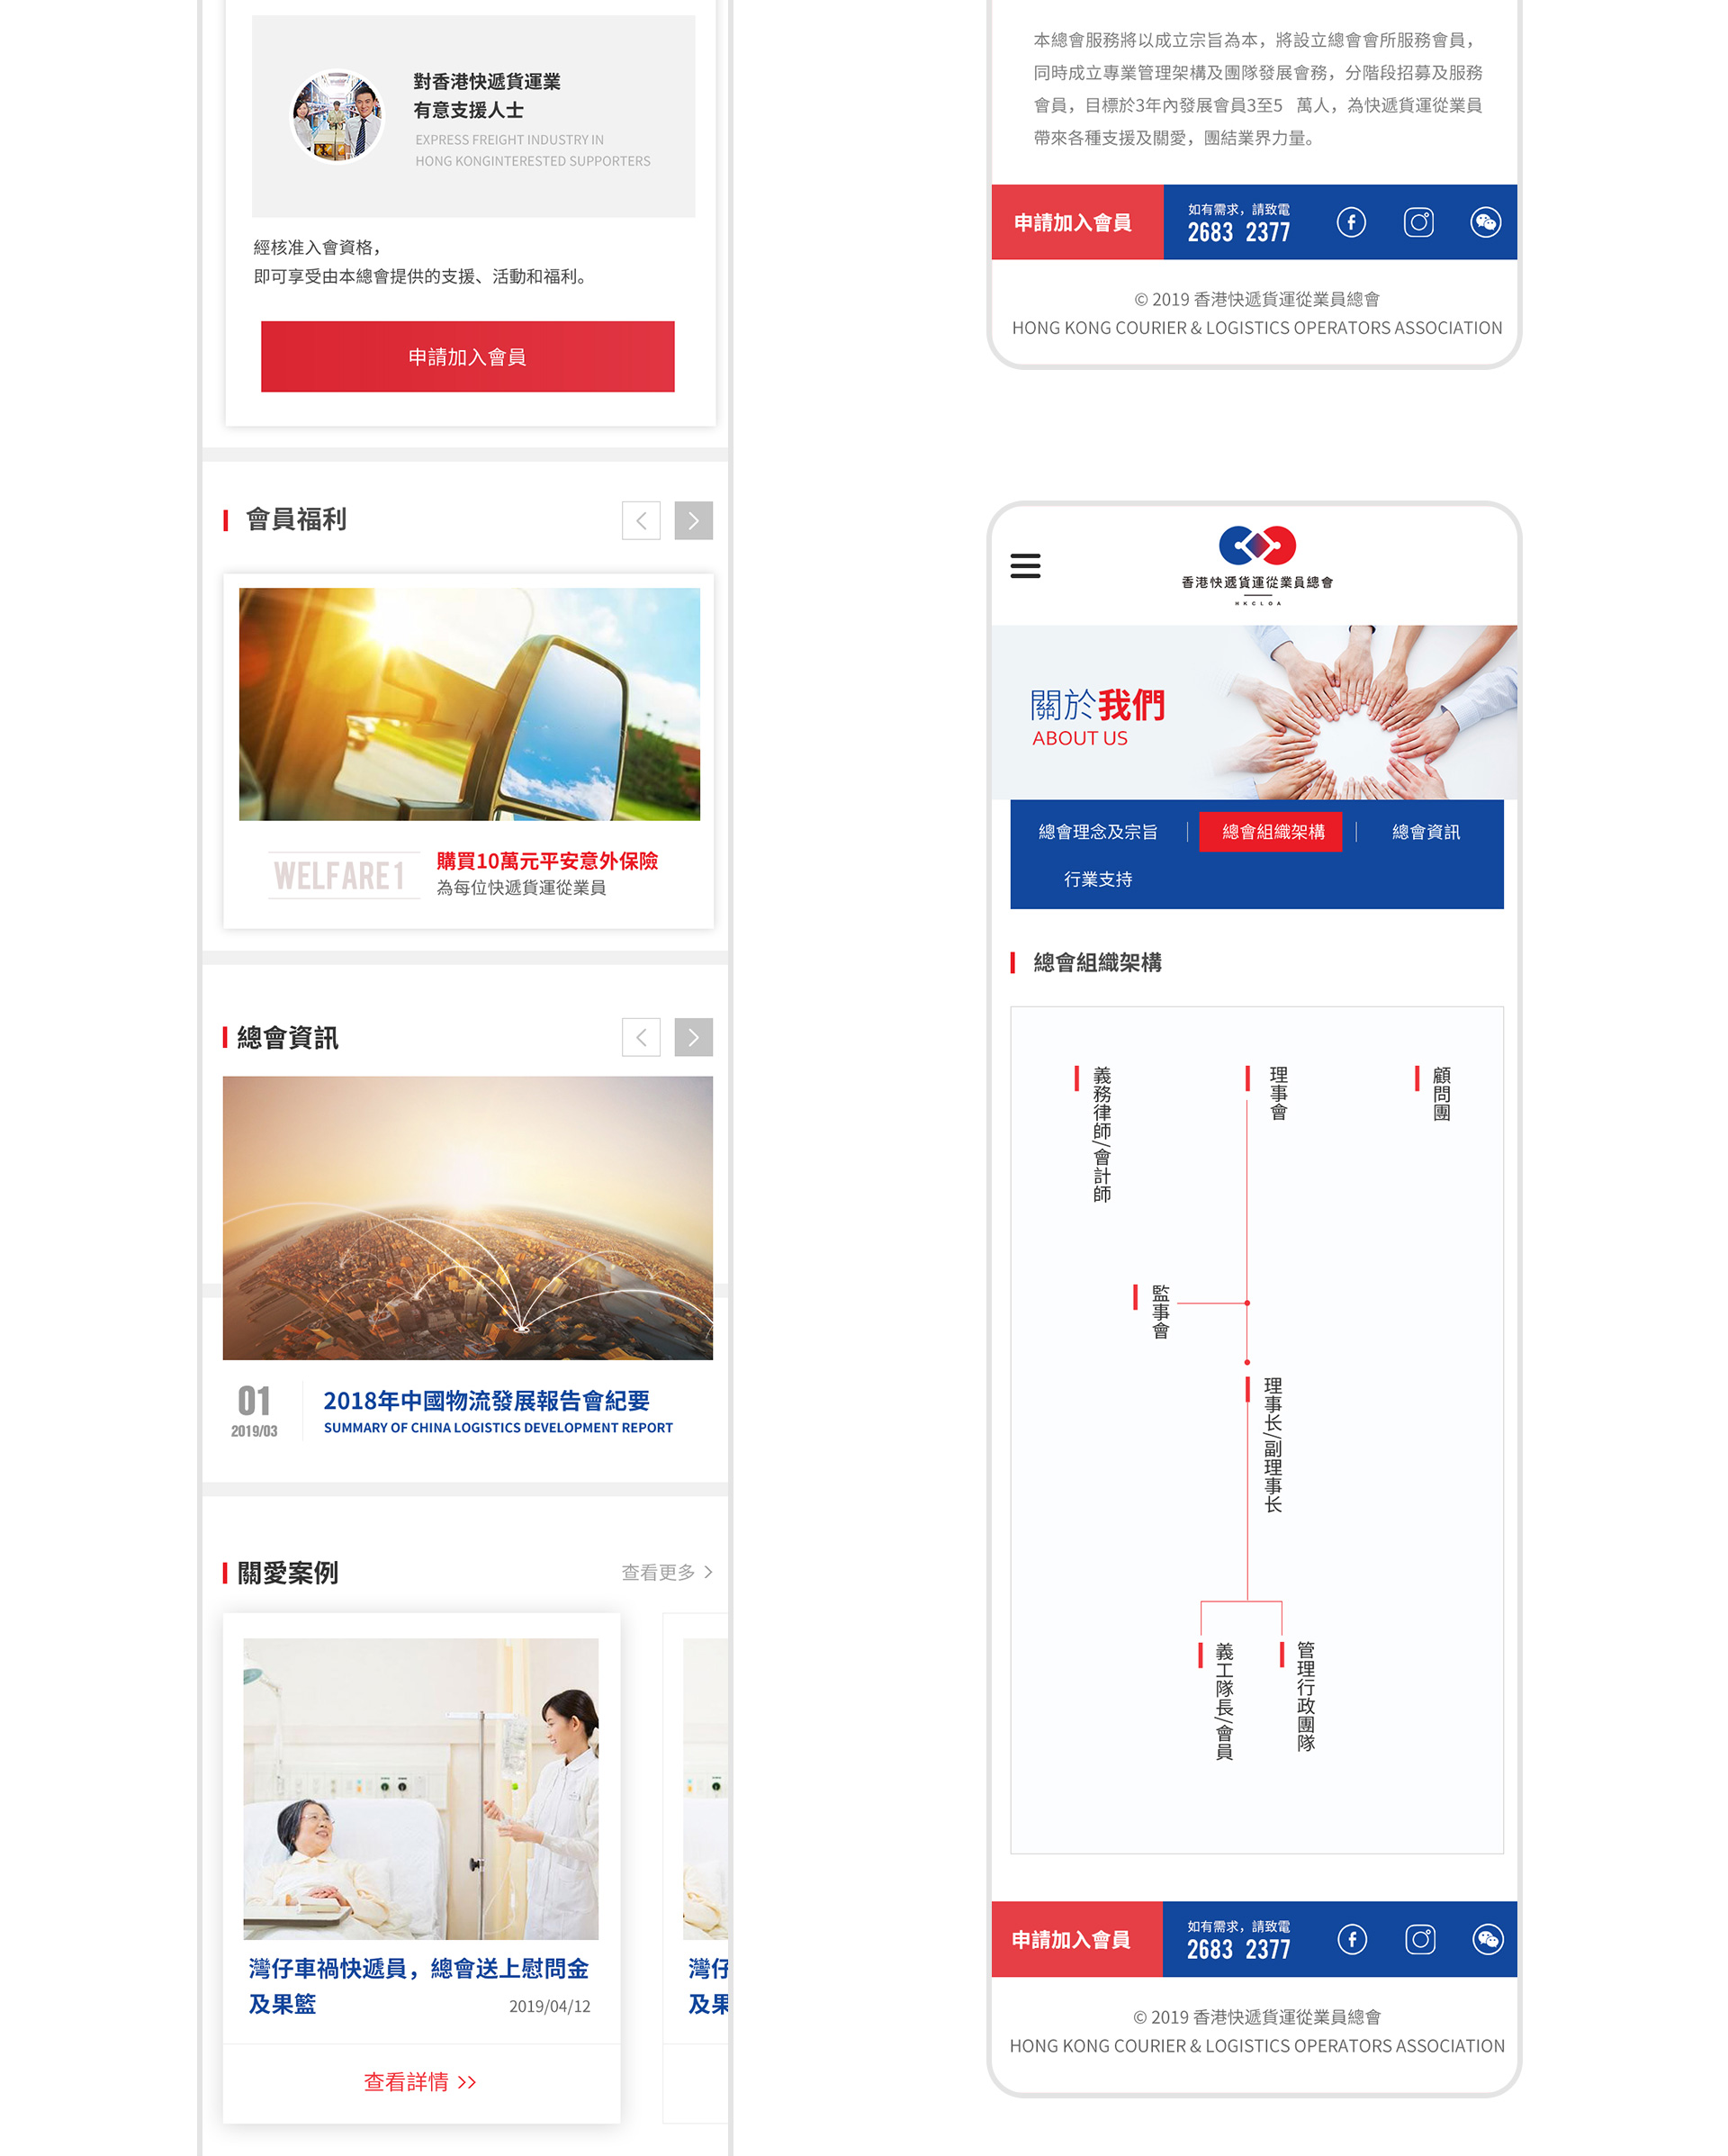 對香港快遞貨運業
有意支援人士
EXPRESS FREIGHT INDUSTRY IN
HONG KONGINTERESTED SUPPORTERS
經核准入會資格，
即可享受由本總會提供的支援、活動和福利。
申請加入會員
會員福利
WELFARE1
購買10萬元平安意外保險
為每位快遞貨運從業員
總會資訊
01
2019/03
2018年中國物流發展報告會紀要
SUMMARY OF CHINA LOGISTICS DEVELOPMENT REPORT
關愛案例
查看更多
灣仔車禍快遞員，總會送上慰問金
及果籃
2019/04/12
查看詳情
灣仔
及果
本總會服務將以成立宗旨為本，將設立總會會所服務會員，
同時成立專業管理架構及團隊發展會務，分階段招募及服務
會員，目標於3年內發展會員3至5 萬人，為快遞貨運從業員
帶來各種支援及關愛，團結業界力量。
申請加入會員
如有需求，請致電
2683 2377
© 2019 香港快遞貨運從業員總會
HONG KONG COURIER & LOGISTICS OPERATORS ASSOCIATION
香港快遞貨運從業員總會
HKCLOA
關於我們
ABOUT US
總會理念及宗旨
總會組織架構
總會資訊
行業支持
總會組織架構
義務律師/會計師
理事會
顧問團
監事會
理事长/副理事长
義工隊長/會員
管理行政團隊
申請加入會員
如有需求，請致電
2683 2377
© 2019 香港快遞貨運從業員總會
HONG KONG COURIER & LOGISTICS OPERATORS ASSOCIATION